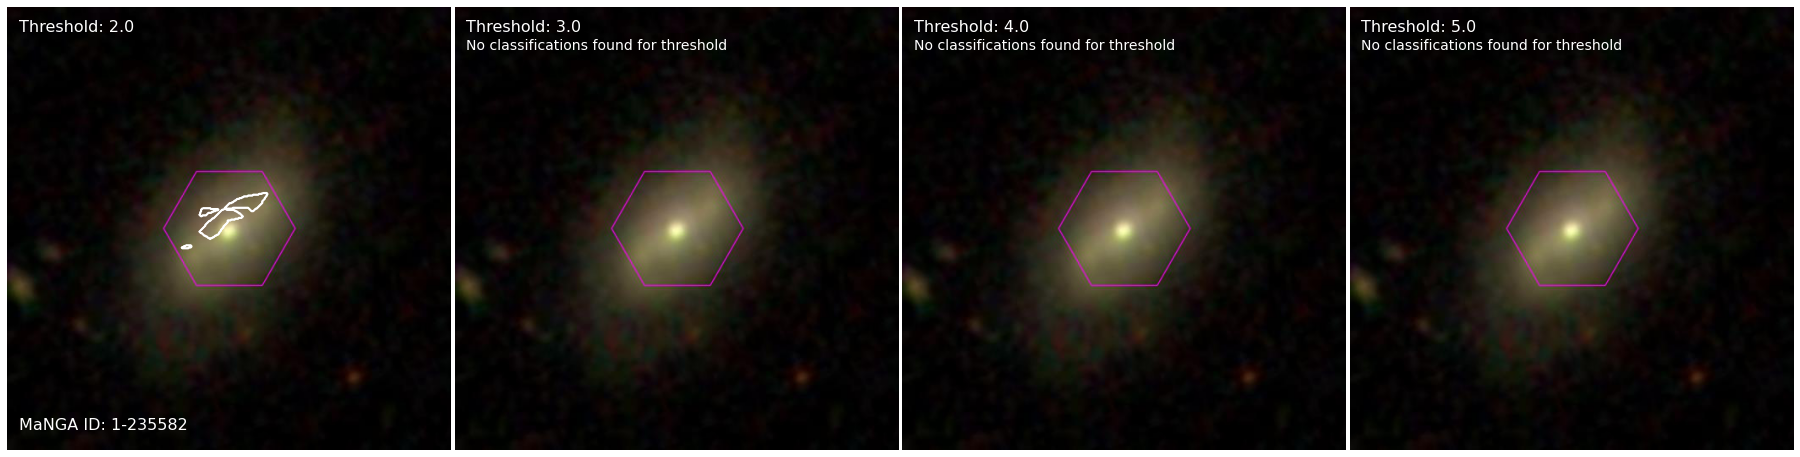 Threshold: 2.0
MaNGA ID: 1-235582
Threshold: 3.0
No classifications found for threshold
Threshold: 4.0
No classifications found for threshold
Threshold: 5.0
No classifications found for threshold